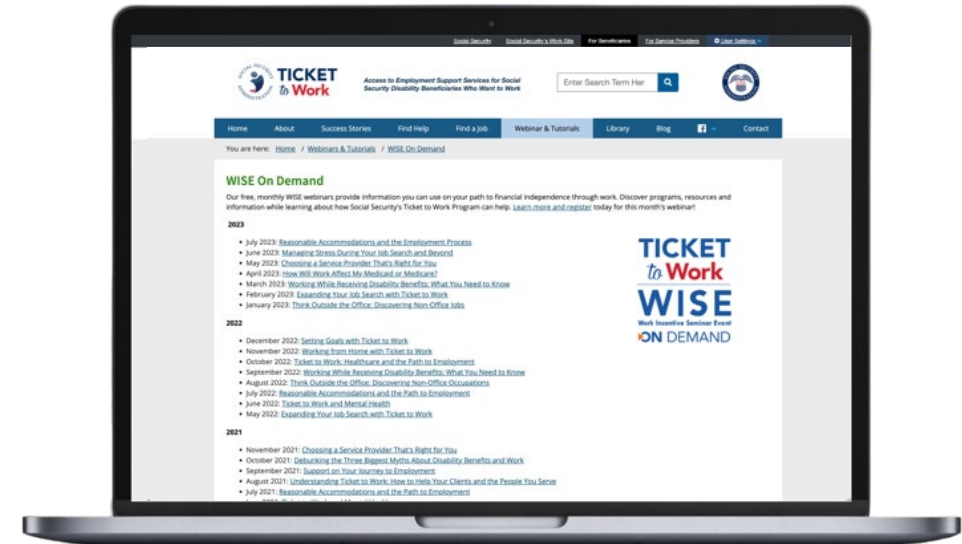 Social Security Social Security's Work Site For Beneficiaries For Service Providers User Settings
SOCIAL SECURITY ADMINISTRATION
TICKET
to Work
Access to Employment Support Services for Social
Security Disability Beneficiaries Who Want to Work
Enter Search Term Her
Home About Success Stories Find Help Find a Job Webinar & Tutorials Library Blog Contact
You are here: Home / Webinars & Tutorials / WISE On Demand
WISE On Demand
Our free, monthly WISE webinars provide information you can use on your path to financial independence through work. Discover programs, resources and
information while learning about how Social Security's Ticket to Work Program can help. Learn more and register today for this month's webinar!
2023
• July 2023: Reasonable Accommodations and the Employment Process
• June 2023: Managing Stress During Your Job Search and Beyond
• May 2023: Choosing a Service Provider That's Right for You
• April 2023: How Will Work Affect My Medicaid or Medicare?
• March 2023: Working While Receiving Disability Benefits: What You Need to Know
• February 2023: Expanding Your Job Search with Ticket to Work
• January 2023: Think Outside the Office: Discovering Non-Office Jobs
TICKET
to Work
WISE
Work Incentive Seminar Event
ON DEMAND
2022
• December 2022: Setting Goals with Ticket to Work
• November 2022: Working from Home with Ticket to Work
• October 2022: Ticket to Work: Healthcare and the Path to Employment
• September 2022: Working While Receiving Disability Benefits: What You Need to Know
• August 2022: Think Outside the Office: Discovering Non-Office Occupations
• July 2022: Reasonable Accommodations and the Path to Employment
• June 2022: Ticket to Work and Mental Health
• May 2022: Expanding Your Job Search with Ticket to Work
2021
• November 2021: Choosing a Service Provider That's Right for You
• October 2021: Debunking the Three Biggest Myths About Disability Benefits and Work
• September 2021: Support on Your Journey to Employment
• August 2021: Understanding Ticket to Work: How to Help Your Clients and the People You Serve
• July 2021: Reasonable Accommodations and the Path to Employment